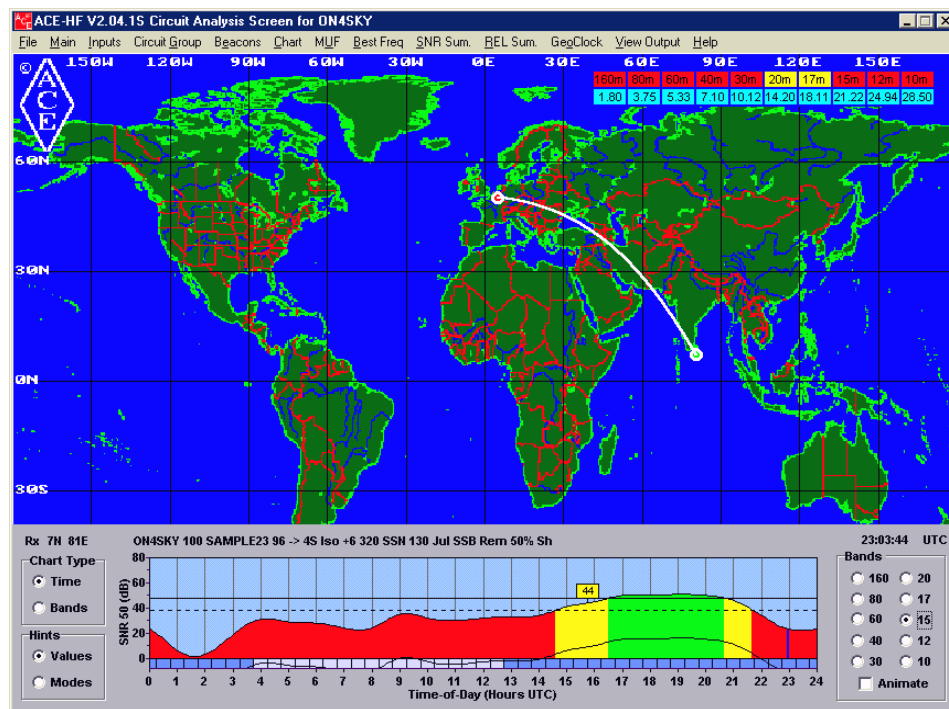 ACE-HF V2.04.1S Circuit Analysis Screen for ON4SKY
File Main Inputs Circuit Group Beacons Chart MUF Best Freq SNR Sum. REL Sum. GeoClock View Output Help
© 150W 120W 90W 60W 30W 0E 30E 60E 90E 120E 150E
ACE
160m 80m 60m 40m 30m 20m 17m 15m 12m 10m
1.80 3.75 5.33 7.10 10.12 14.20 18.11 21.22 24.94 28.50
60N
30N
0N
30S
Rx 7N 81E ON4SKY 100 SAMPLE23 96 -> 4S Iso +6 320 SSN 130 Jul SSB Rem 50% Sh 23:03:44 UTC
Chart Type
Time
Bands
Hints
Values
Modes
SNR 50 (dB)
80
60
40
20
0
44
0 1 2 3 4 5 6 7 8 9 10 11 12 13 14 15 16 17 18 19 20 21 22 23 24
Time-of-Day (Hours UTC)
Bands
160 20
80 17
60 15
40 12
30 10
Animate